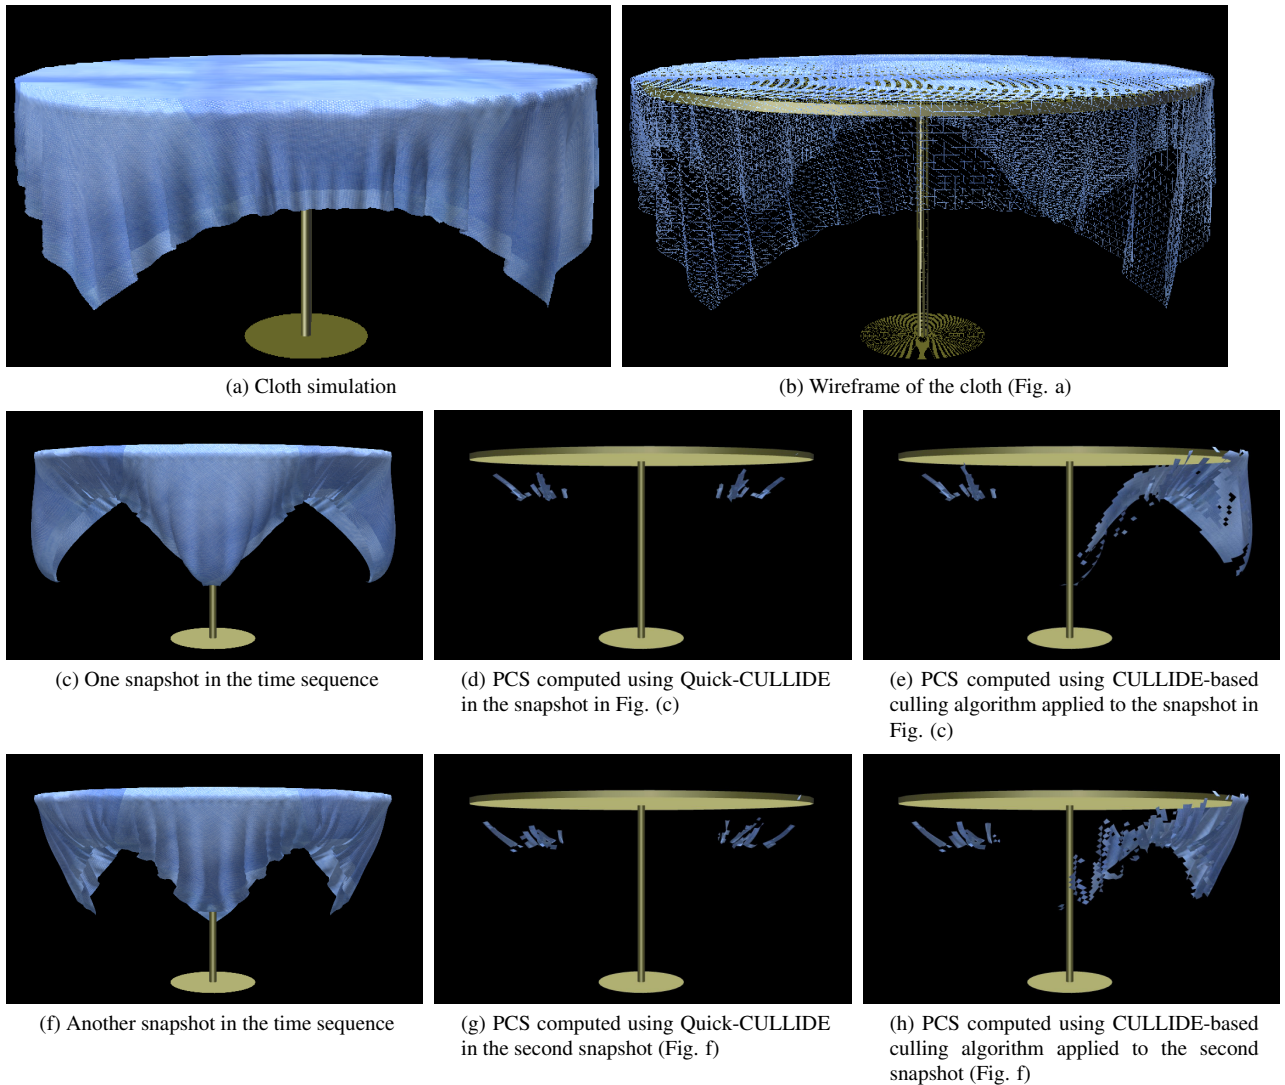 (a) Cloth simulation
(b) Wireframe of the cloth (Fig. a)
(c) One snapshot in the time sequence
(d) PCS computed using Quick-CULLIDE
in the snapshot in Fig. (c)
(e) PCS computed using CULLIDE-based
culling algorithm applied to the snapshot in
Fig. (c)
(f) Another snapshot in the time sequence
(g) PCS computed using Quick-CULLIDE
in the second snapshot (Fig. f)
(h) PCS computed using CULLIDE-based
culling algorithm applied to the second
snapshot (Fig. f)